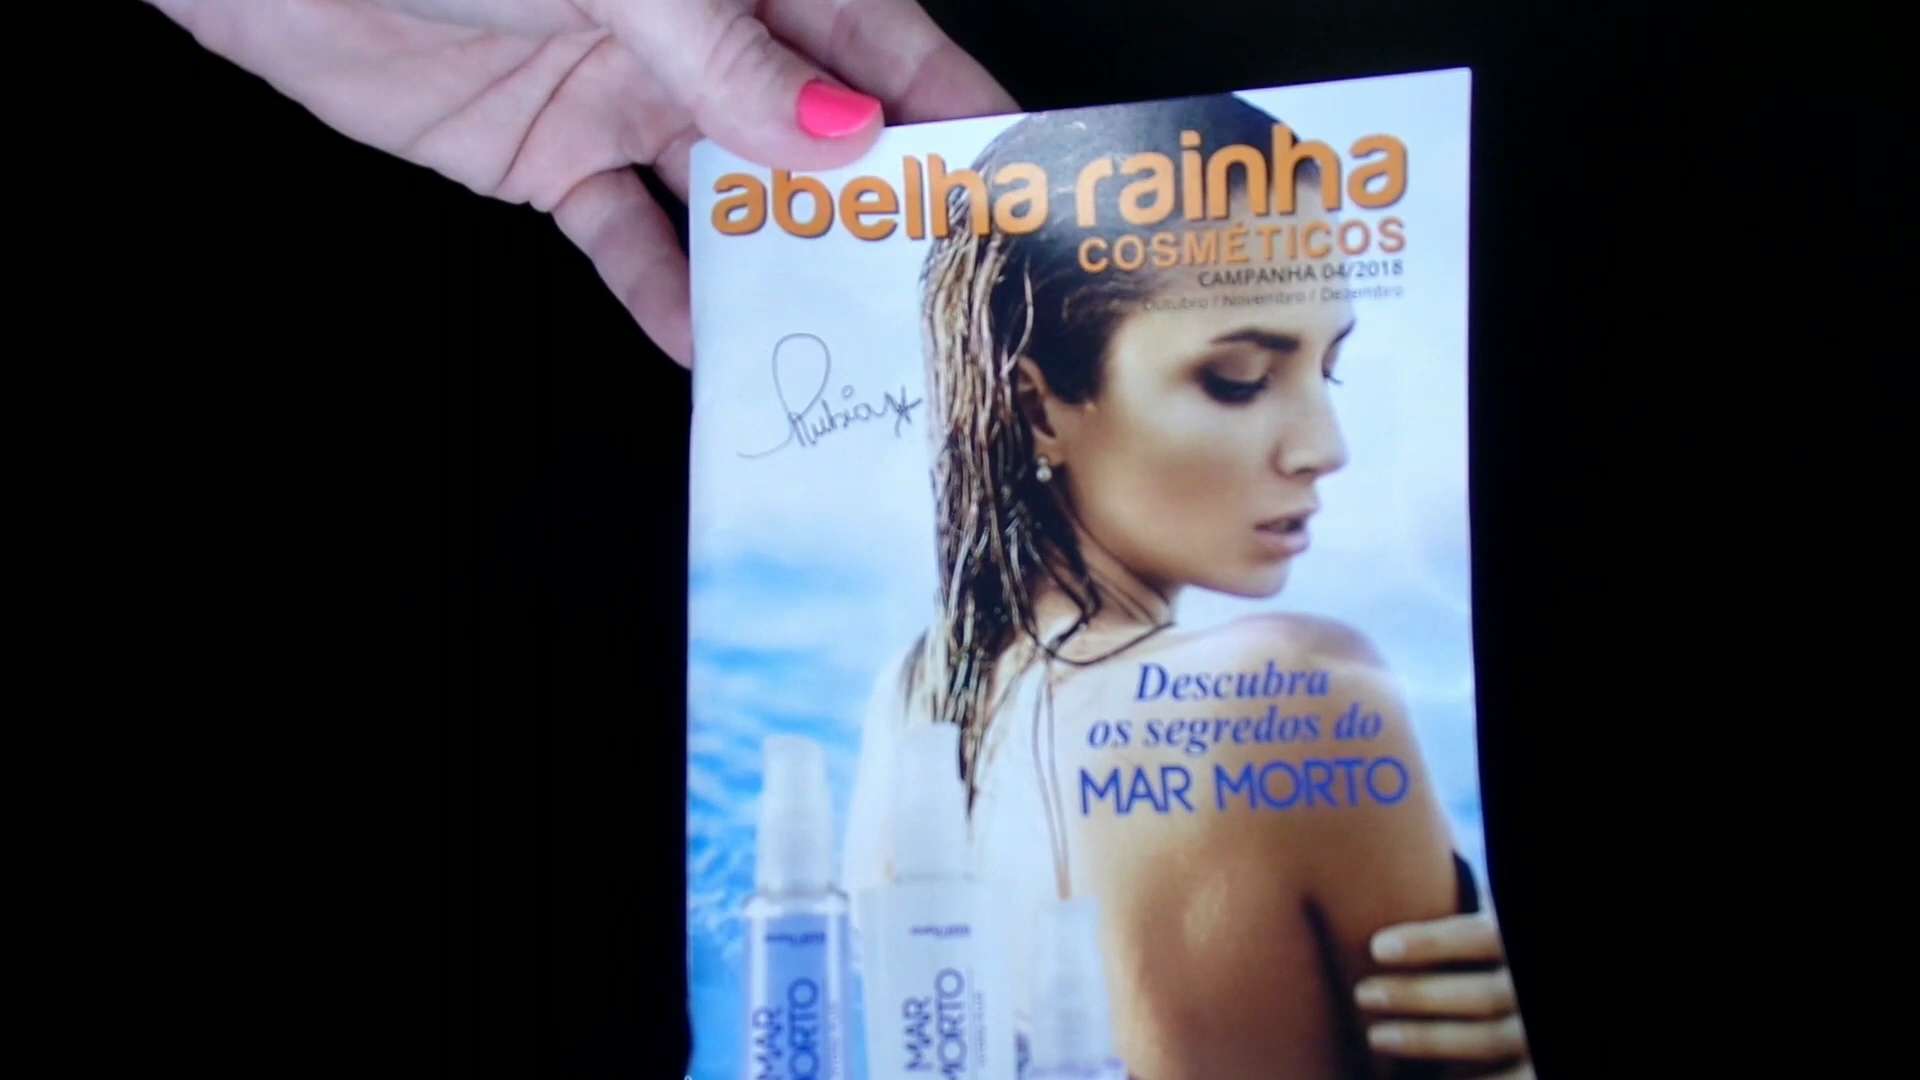 abelha rainha
COSMÉTICOS
CAMPANHA 04/2018
Outubro / Novembro / Dezembro
Rubia
Descubra
os segredos do
MAR MORTO
MAR
MORTO
MAR
MORTO